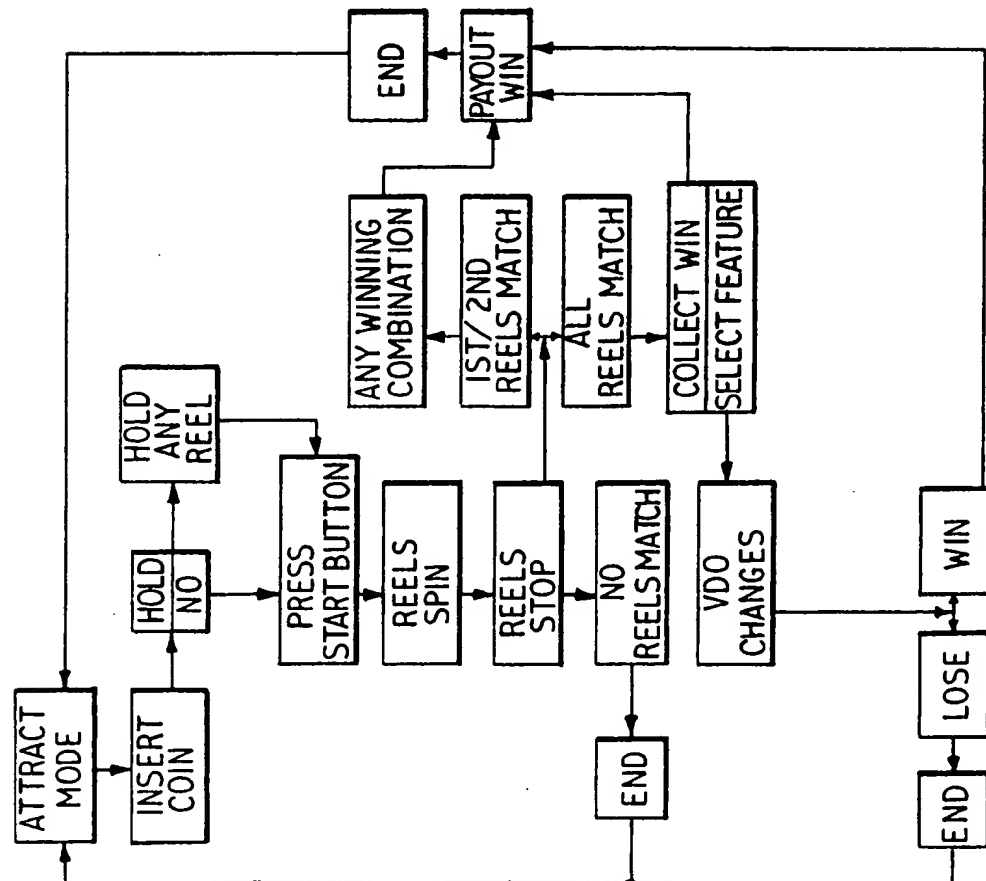 ATTRACT
MODE
INSERT
COIN
HOLD
NO
HOLD
ANY
REEL
PRESS
START BUTTON
REELS
SPIN
REELS
STOP
NO
REELS MATCH
END
ANY WINNING
COMBINATION
1ST/2ND
REELS MATCH
ALL
REELS MATCH
COLLECT WIN
SELECT FEATURE
PAYOUT
WIN
END
VDO
CHANGES
WIN
LOSE
END